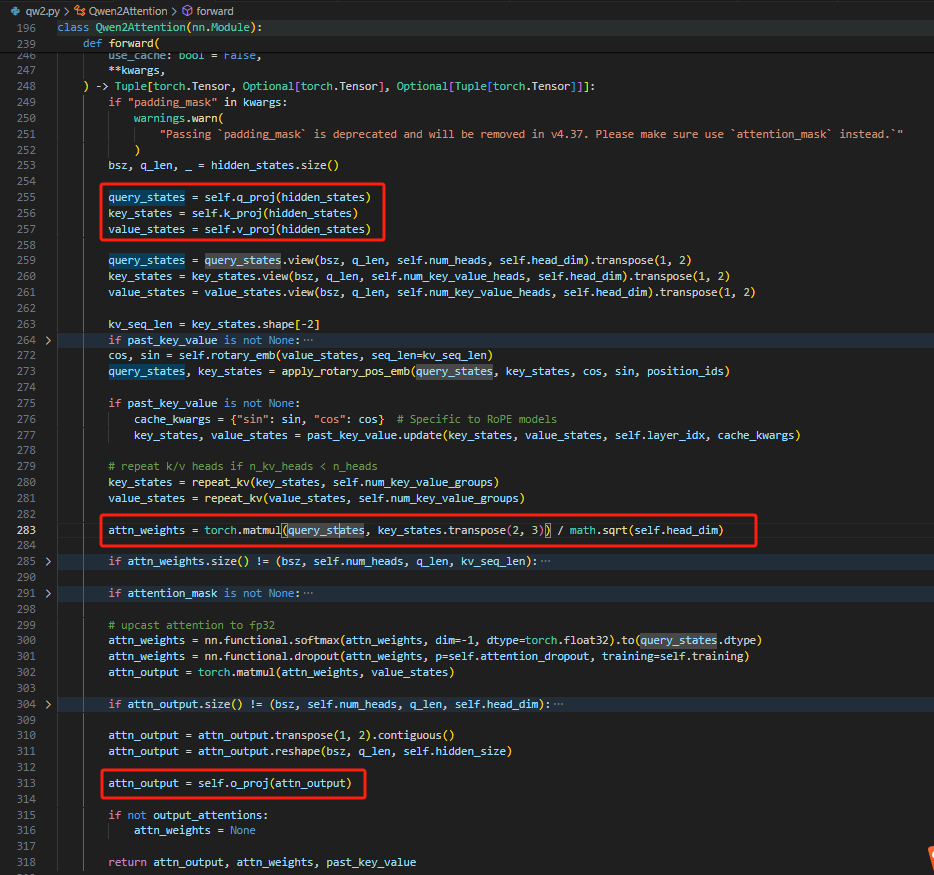 qw2.py > Qwen2Attention > forward
196 class Qwen2Attention(nn.Module):
239     def forward(
246         use_cache: bool = False,
247         **kwargs,
248     ) -> Tuple[torch.Tensor, Optional[torch.Tensor], Optional[Tuple[torch.Tensor]]]:
249         if "padding_mask" in kwargs:
250             warnings.warn(
251                 "Passing `padding_mask` is deprecated and will be removed in v4.37. Please make sure use `attention_mask` instead.`"
252             )
253         bsz, q_len, _ = hidden_states.size()
254
255         query_states = self.q_proj(hidden_states)
256         key_states = self.k_proj(hidden_states)
257         value_states = self.v_proj(hidden_states)
258
259         query_states = query_states.view(bsz, q_len, self.num_heads, self.head_dim).transpose(1, 2)
260         key_states = key_states.view(bsz, q_len, self.num_key_value_heads, self.head_dim).transpose(1, 2)
261         value_states = value_states.view(bsz, q_len, self.num_key_value_heads, self.head_dim).transpose(1, 2)
262
263         kv_seq_len = key_states.shape[-2]
264 >       if past_key_value is not None:···
272         cos, sin = self.rotary_emb(value_states, seq_len=kv_seq_len)
273         query_states, key_states = apply_rotary_pos_emb(query_states, key_states, cos, sin, position_ids)
274
275         if past_key_value is not None:
276             cache_kwargs = {"sin": sin, "cos": cos}  # Specific to RoPE models
277             key_states, value_states = past_key_value.update(key_states, value_states, self.layer_idx, cache_kwargs)
278
279         # repeat k/v heads if n_kv_heads < n_heads
280         key_states = repeat_kv(key_states, self.num_key_value_groups)
281         value_states = repeat_kv(value_states, self.num_key_value_groups)
282
283         attn_weights = torch.matmul(query_states, key_states.transpose(2, 3)) / math.sqrt(self.head_dim)
284
285 >       if attn_weights.size() != (bsz, self.num_heads, q_len, kv_seq_len):···
290
291 >       if attention_mask is not None:···
298
299         # upcast attention to fp32
300         attn_weights = nn.functional.softmax(attn_weights, dim=-1, dtype=torch.float32).to(query_states.dtype)
301         attn_weights = nn.functional.dropout(attn_weights, p=self.attention_dropout, training=self.training)
302         attn_output = torch.matmul(attn_weights, value_states)
303
304 >       if attn_output.size() != (bsz, self.num_heads, q_len, self.head_dim):···
309
310         attn_output = attn_output.transpose(1, 2).contiguous()
311         attn_output = attn_output.reshape(bsz, q_len, self.hidden_size)
312
313         attn_output = self.o_proj(attn_output)
314
315         if not output_attentions:
316             attn_weights = None
317
318         return attn_output, attn_weights, past_key_value